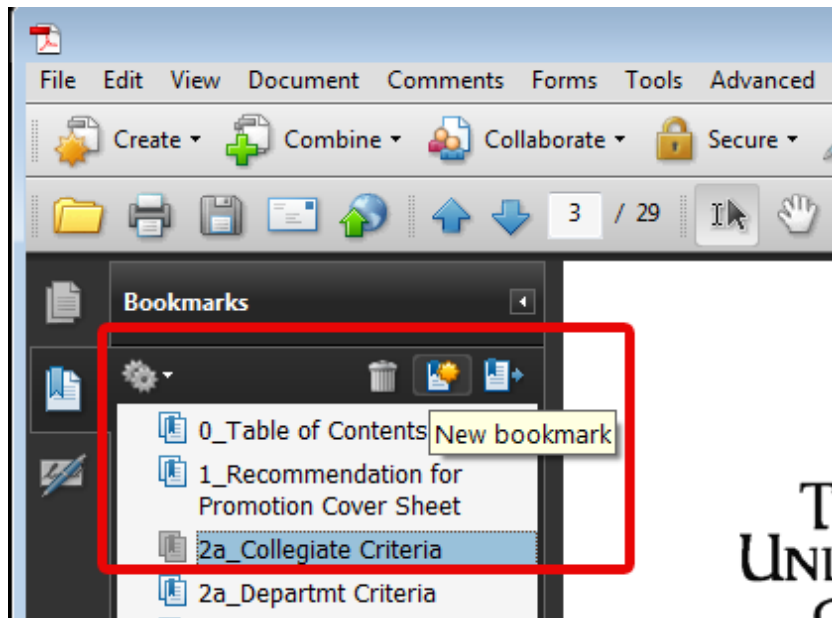 File Edit View Document Comments Forms Tools Advanced
Create Combine Collaborate Secure
3 / 29
Bookmarks
0_Table of Contents
New bookmark
1_Recommendation for
Promotion Cover Sheet
2a_Collegiate Criteria
2a_Departmt Criteria